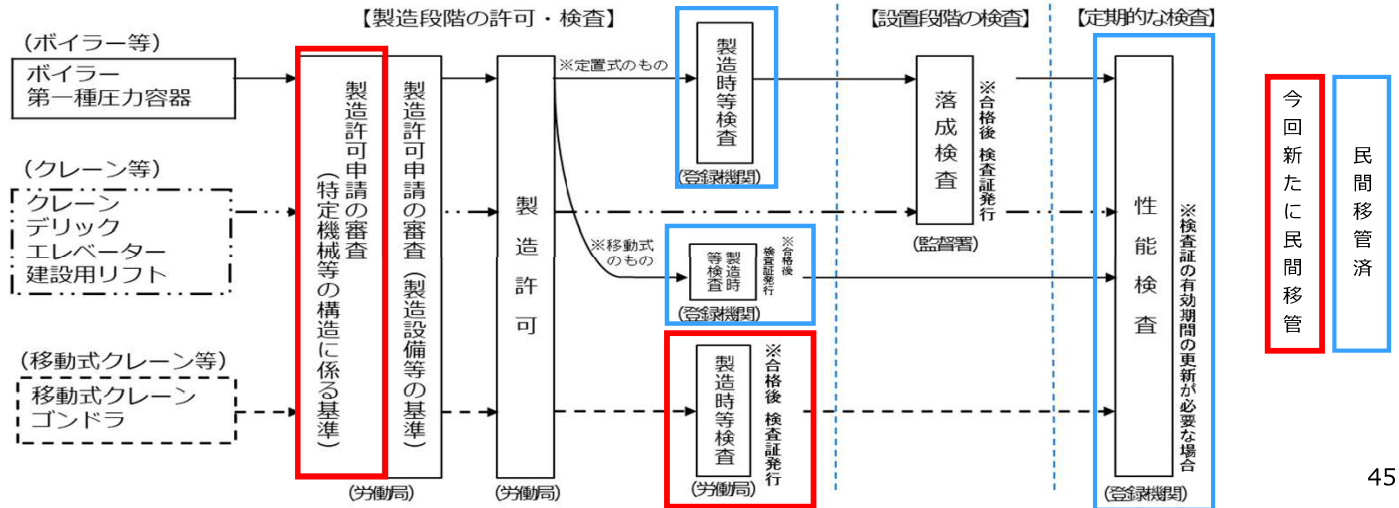 【製造段階の許可・検査】
【設置段階の検査】
【定期的な検査】
(ボイラー等)
ボイラー
第一種圧力容器
(クレーン等)
クレーン
デリック
エレベーター
建設用リフト
(移動式クレーン等)
移動式クレーン
ゴンドラ
製造許可申請の審査
(特定機械等の構造に係る基準)
製造許可申請の審査(製造設備等の基準)
(労働局)
製造許可
(労働局)
※定置式のもの
製造時等検査
(登録機関)
※移動式
のもの
製造時
等検査
※合格後
検査証発行
(登録機関)
製造時等検査
※合格後 検査証発行
(労働局)
落成検査
※合格後 検査証発行
(監督署)
性能検査
※検査証の有効期間の更新が必要な場合
(登録機関)
今回新たに民間移管
民間移管済
45